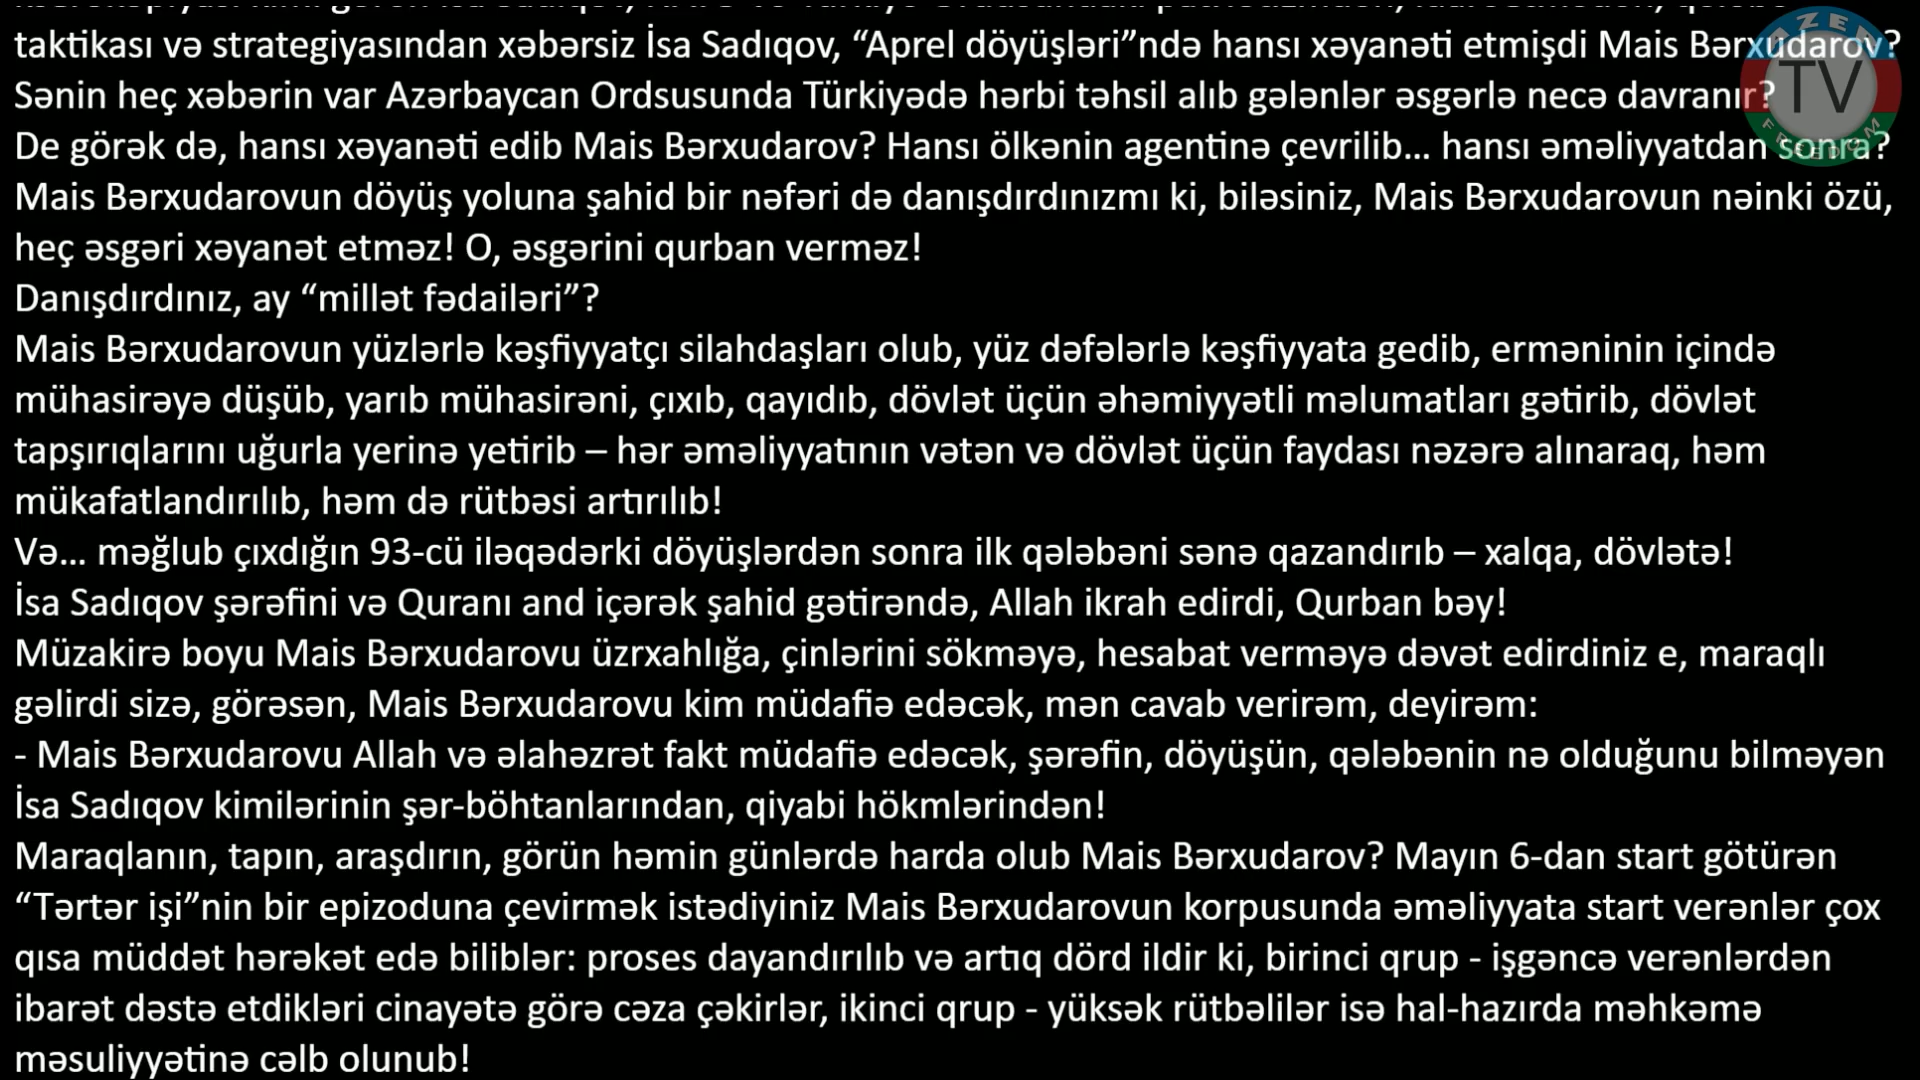 taktikası və strategiyasından xəbərsiz İsa Sadıqov, “Aprel döyüşləri”ndə hansı xəyanəti etmişdi Mais Bərxudarov?
Sənin heç xəbərin var Azərbaycan Ordsusunda Türkiyədə hərbi təhsil alıb gələnlər əsgərlə necə davranır?
De görək də, hansı xəyanəti edib Mais Bərxudarov? Hansı ölkənin agentinə çevrilib... hansı əməliyyatdan sonra?
Mais Bərxudarovun döyüş yoluna şahid bir nəfəri də danışdırdınızmı ki, biləsiniz, Mais Bərxudarovun nəinki özü,
heç əsgəri xəyanət etməz! O, əsgərini qurban verməz!
Danışdırdınız, ay “millət fədailəri”?
Mais Bərxudarovun yüzlərlə kəşfiyyatçı silahdaşları olub, yüz dəfələrlə kəşfiyyata gedib, erməninin içində
mühasirəyə düşüb, yarıb mühasirəni, çıxıb, qayıdıb, dövlət üçün əhəmiyyətli məlumatları gətirib, dövlət
tapşırıqlarını uğurla yerinə yetirib – hər əməliyyatının vətən və dövlət üçün faydası nəzərə alınaraq, həm
mükafatlandırılıb, həm də rütbəsi artırılıb!
Və... məğlub çıxdığın 93-cü iləqədərki döyüşlərdən sonra ilk qələbəni sənə qazandırıb – xalqa, dövlətə!
İsa Sadıqov şərəfini və Quranı and içərək şahid gətirəndə, Allah ikrah edirdi, Qurban bəy!
Müzakirə boyu Mais Bərxudarovu üzrxahlığa, çinlərini sökməyə, hesabat verməyə dəvət edirdiniz e, maraqlı
gəlirdi sizə, görəsən, Mais Bərxudarovu kim müdafiə edəcək, mən cavab verirəm, deyirəm:
- Mais Bərxudarovu Allah və əlahəzrət fakt müdafiə edəcək, şərəfin, döyüşün, qələbənin nə olduğunu bilməyən
İsa Sadıqov kimilərinin şər-böhtanlarından, qiyabi hökmlərindən!
Maraqlanın, tapın, araşdırın, görün həmin günlərdə harda olub Mais Bərxudarov? Mayın 6-dan start götürən
“Tərtər işi”nin bir epizoduna çevirmək istədiyiniz Mais Bərxudarovun korpusunda əməliyyata start verənlər çox
qısa müddət hərəkət edə biliblər: proses dayandırılıb və artıq dörd ildir ki, birinci qrup - işgəncə verənlərdən
ibarət dəstə etdikləri cinayətə görə cəza çəkirlər, ikinci qrup - yüksək rütbəlilər isə hal-hazırda məhkəmə
məsuliyyətinə cəlb olunub!
AZER
TV
FREEDOM